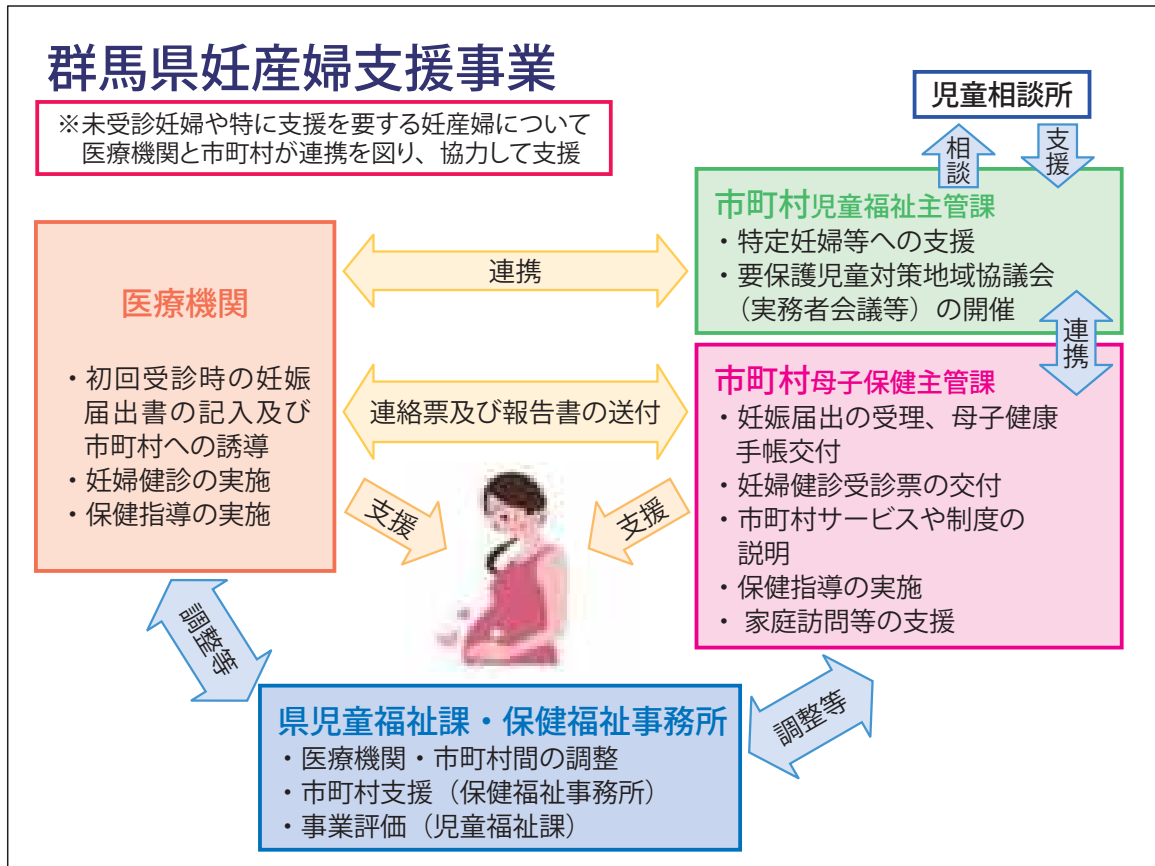 群馬県妊産婦支援事業
※未受診妊婦や特に支援を要する妊産婦について
医療機関と市町村が連携を図り、協力して支援
児童相談所
相談
支援
市町村児童福祉主管課
・特定妊婦等への支援
・要保護児童対策地域協議会
（実務者会議等）の開催
連携
医療機関
・初回受診時の妊娠
届出書の記入及び
市町村への誘導
・妊婦健診の実施
・保健指導の実施
連携
連絡票及び報告書の送付
支援
支援
市町村母子保健主管課
・妊娠届出の受理、母子健康
手帳交付
・妊婦健診受診票の交付
・市町村サービスや制度の
説明
・保健指導の実施
・家庭訪問等の支援
調整等
調整等
県児童福祉課・保健福祉事務所
・医療機関・市町村間の調整
・市町村支援（保健福祉事務所）
・事業評価（児童福祉課）